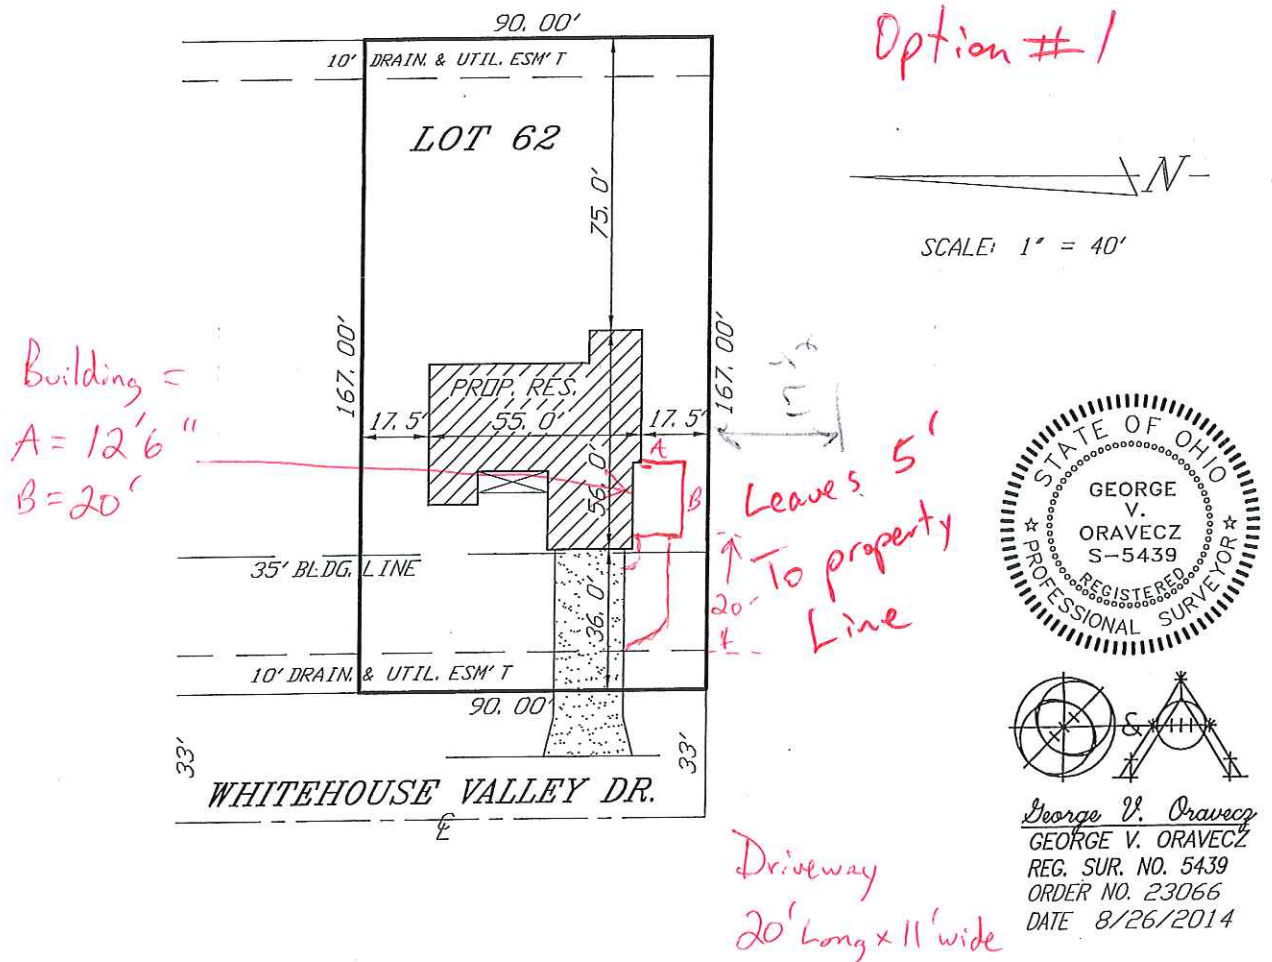 90.00'
Option #1
10' DRAIN. & UTIL. ESM'T
LOT 62
75.0'
N
SCALE: 1" = 40'
167.00'
167.00'
17 1/2
Building =
A = 12'6"
B = 20'
PROP. RES.
17.5'
55.0'
17.5'
A
B
56.0'
Leaves 5'
To property
Line
20'
35' BLDG. LINE
36.0'
10' DRAIN. & UTIL. ESM'T
90.00'
33'
33'
WHITEHOUSE VALLEY DR.
℄
STATE OF OHIO
GEORGE
V.
ORAVECZ
S-5439
REGISTERED
☆ PROFESSIONAL SURVEYOR ☆
&
George V. Oravecz
GEORGE V. ORAVECZ
REG. SUR. NO. 5439
ORDER NO. 23066
DATE 8/26/2014
Driveway
20' Long x 11' wide